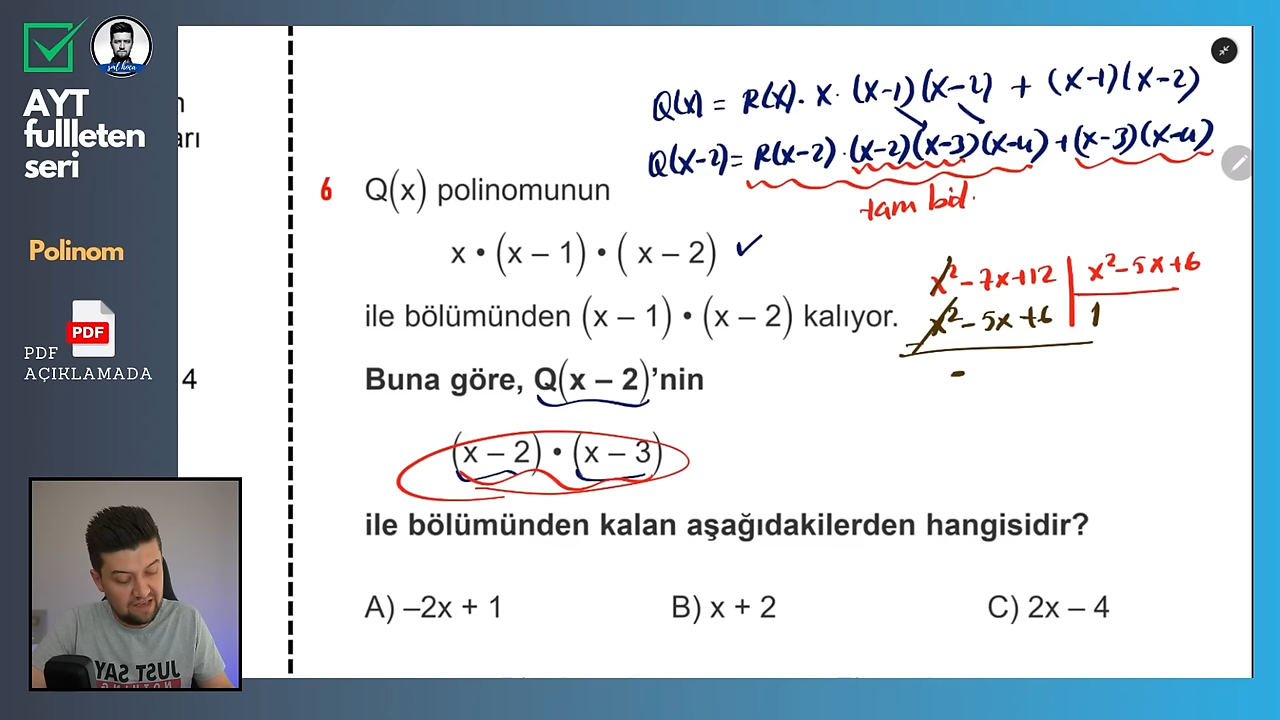 AYT
fullleten
seri
Polinom
PDF
PDF
AÇIKLAMADA
arı
4
Q(x) = R(x). x. (x-1)(x-2) + (x-1)(x-2)
Q(x-2) = R(x-2). (x-2)(x-3)(x-4) + (x-3)(x-4)
tam böl.
6 Q(x) polinomunun
x • (x – 1) • ( x – 2) ✓
ile bölümünden (x – 1) • (x – 2) kalıyor.
Buna göre, Q(x – 2)’nin
(x – 2) • (x – 3)
ile bölümünden kalan aşağıdakilerden hangisidir?
A) –2x + 1 B) x + 2 C) 2x – 4
x²-7x+12 | x²-5x+6
x²-5x+6 | 1
-
JUST SAY
NOTHING